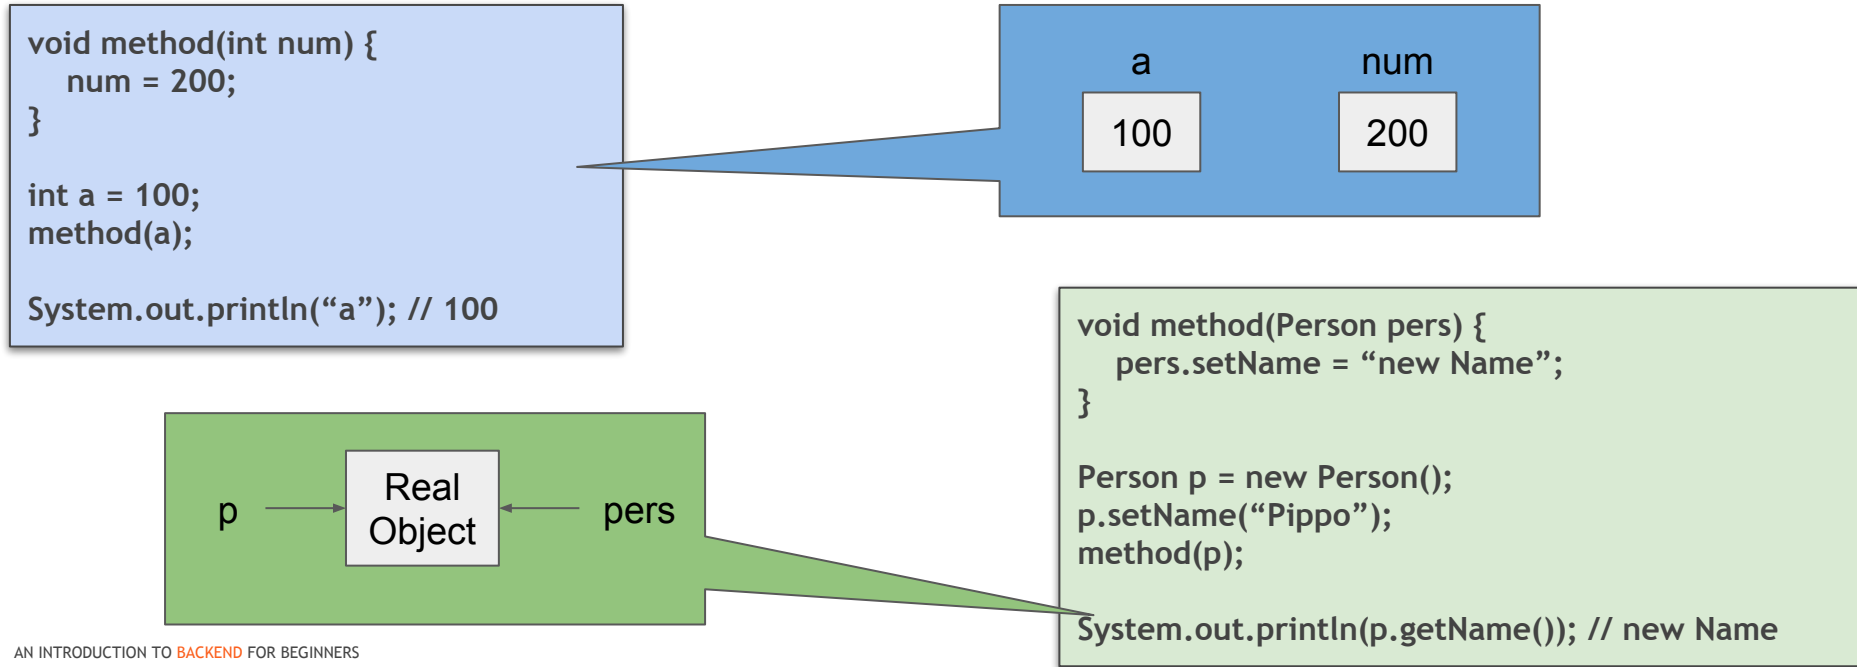 void method(int num) {
num = 200;
}
int a = 100;
method(a);
System.out.println(“a”); // 100
a num
100 200
p Real Object pers
void method(Person pers) {
pers.setName = “new Name”;
}
Person p = new Person();
p.setName(“Pippo”);
method(p);
System.out.println(p.getName()); // new Name
AN INTRODUCTION TO BACKEND FOR BEGINNERS